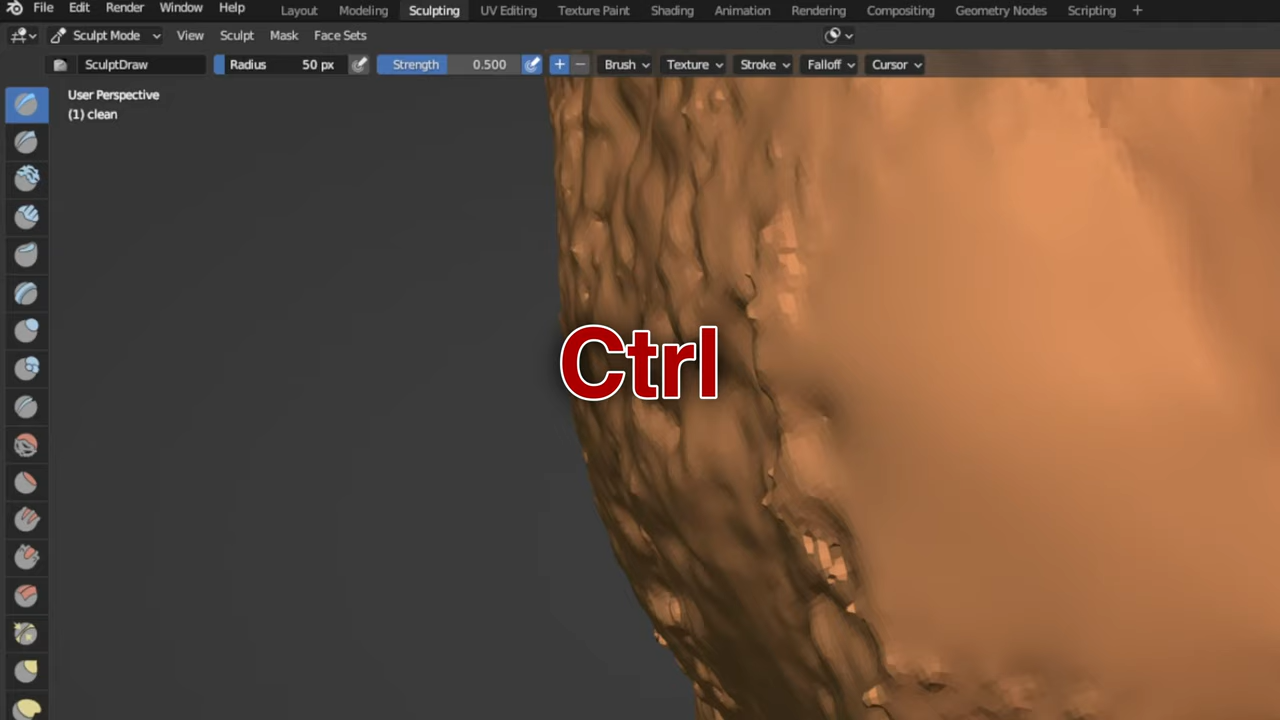 File Edit Render Window Help Layout Modeling Sculpting UV Editing Texture Paint Shading Animation Rendering Compositing Geometry Nodes Scripting +
Sculpt Mode View Sculpt Mask Face Sets
SculptDraw Radius 50 px Strength 0.500 + − Brush Texture Stroke Falloff Cursor
User Perspective
(1) clean
Ctrl